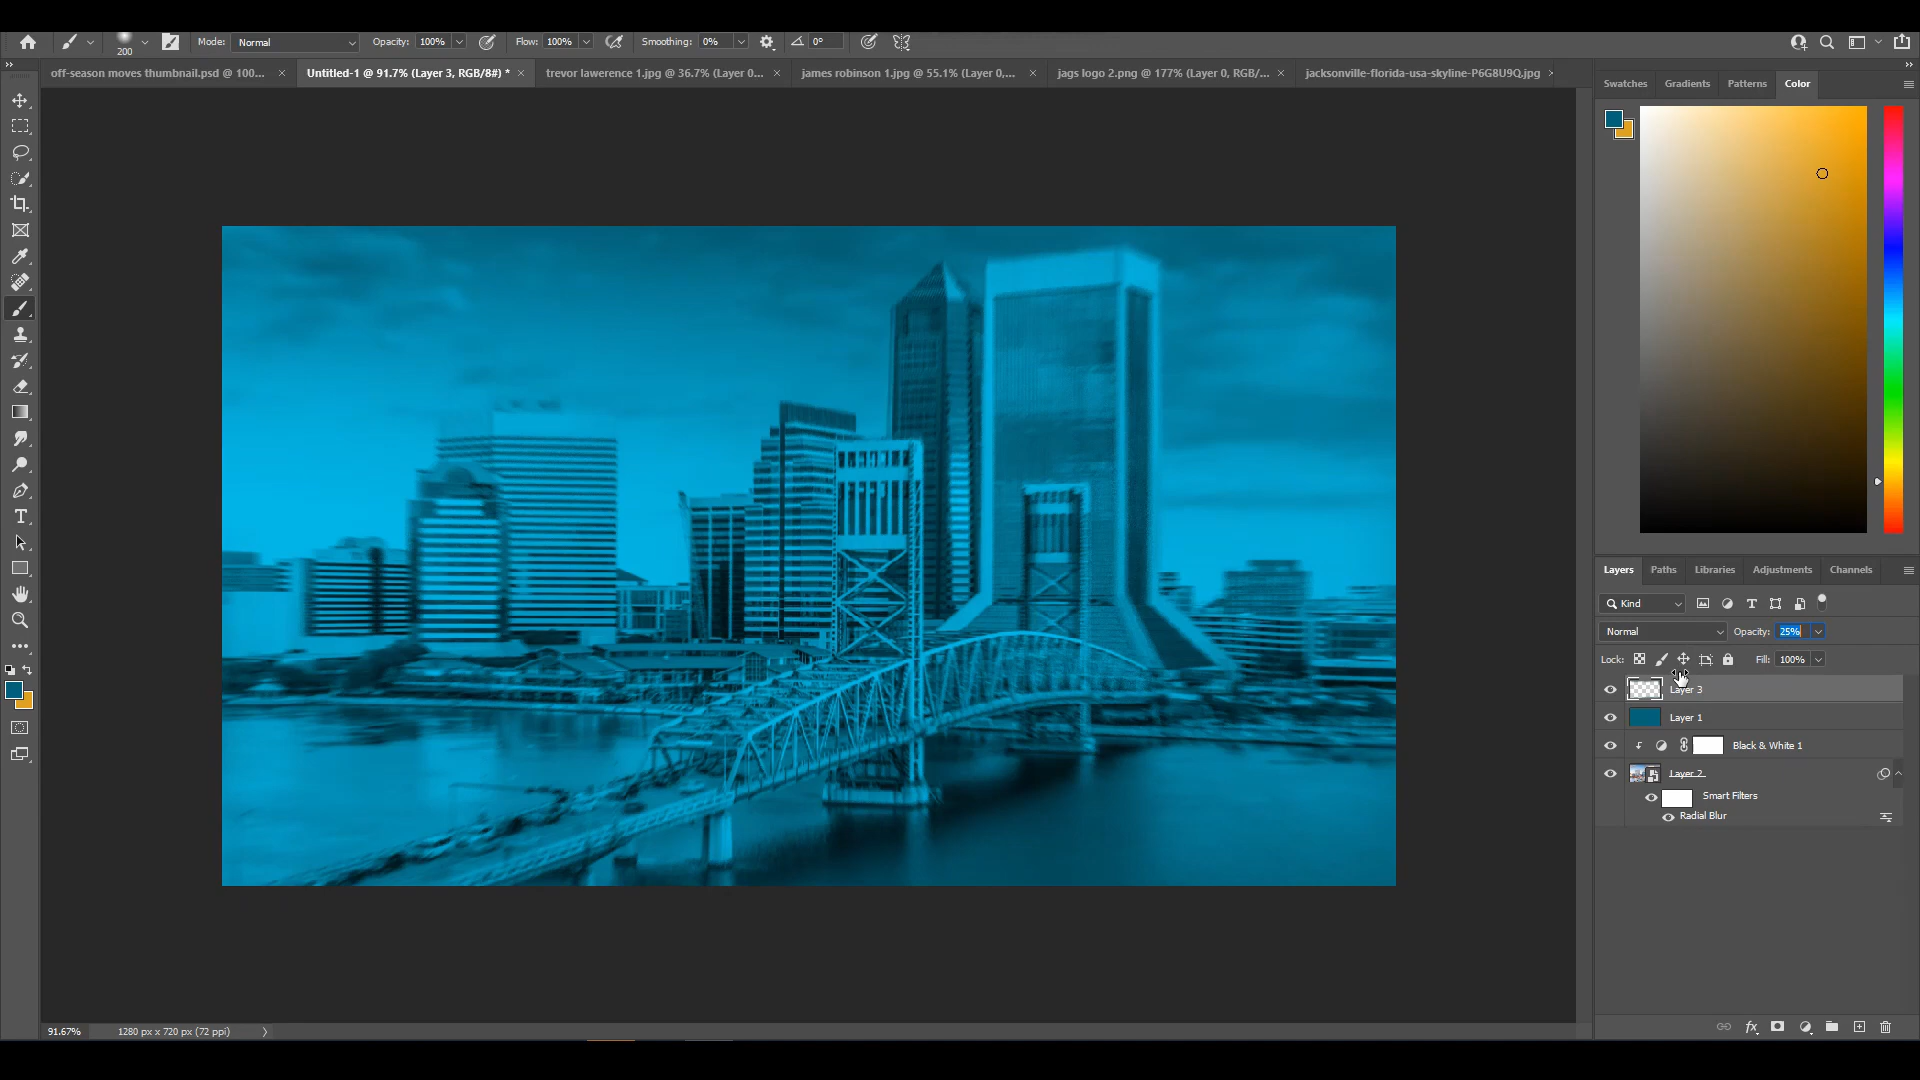 Mode: Normal Opacity: 100% Flow: 100% Smoothing: 0% 0°
200
off-season moves thumbnail.psd @ 100... Untitled-1 @ 91.7% (Layer 3, RGB/8#) * trevor lawerence 1.jpg @ 36.7% (Layer 0... james robinson 1.jpg @ 55.1% (Layer 0,... jags logo 2.png @ 177% (Layer 0, RGB/... jacksonville-florida-usa-skyline-P6G8U9Q.jpg
Swatches Gradients Patterns Color
Layers Paths Libraries Adjustments Channels
Kind
Normal Opacity: 25%
Lock: Fill: 100%
Layer 3
Layer 1
Black & White 1
Layer 2
Smart Filters
Radial Blur
91.67% 1280 px x 720 px (72 ppi)